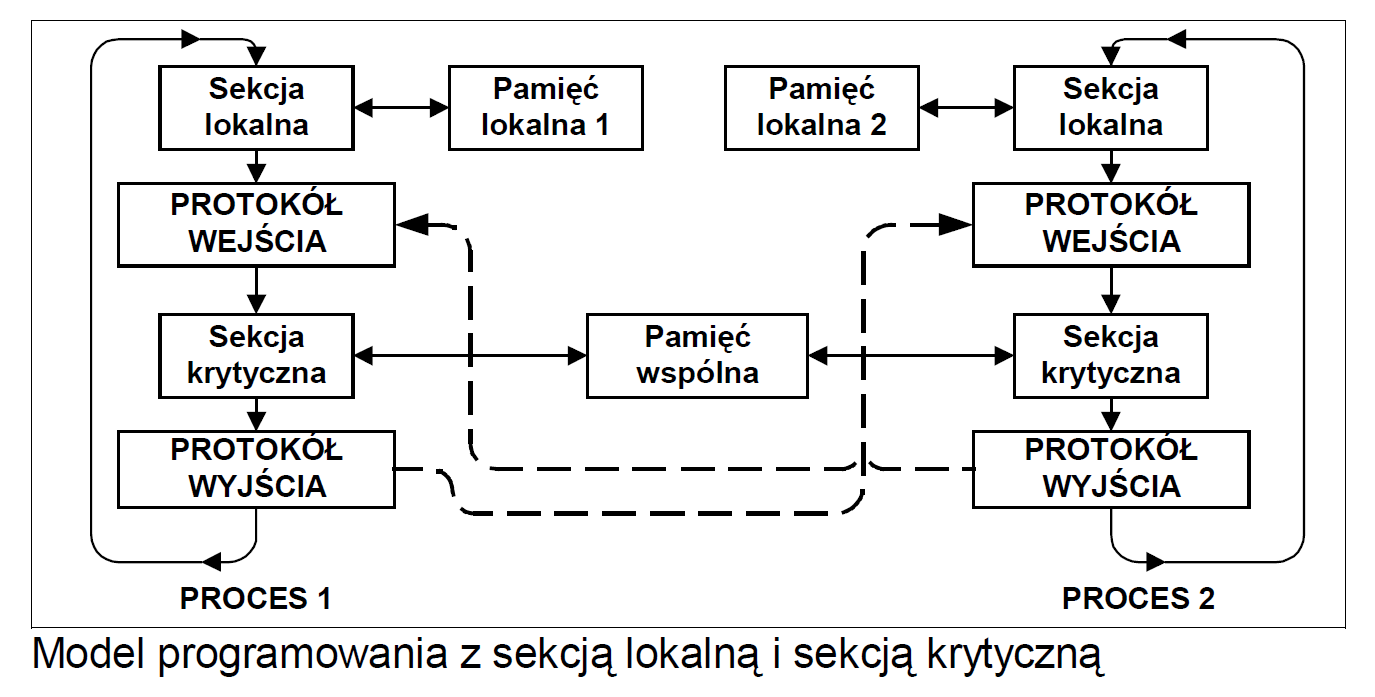 Sekcja
lokalna
Pamięć
lokalna 1
Pamięć
lokalna 2
Sekcja
lokalna
PROTOKÓŁ
WEJŚCIA
PROTOKÓŁ
WEJŚCIA
Sekcja
krytyczna
Pamięć
wspólna
Sekcja
krytyczna
PROTOKÓŁ
WYJŚCIA
PROTOKÓŁ
WYJŚCIA
PROCES 1
PROCES 2
Model programowania z sekcją lokalną i sekcją krytyczną